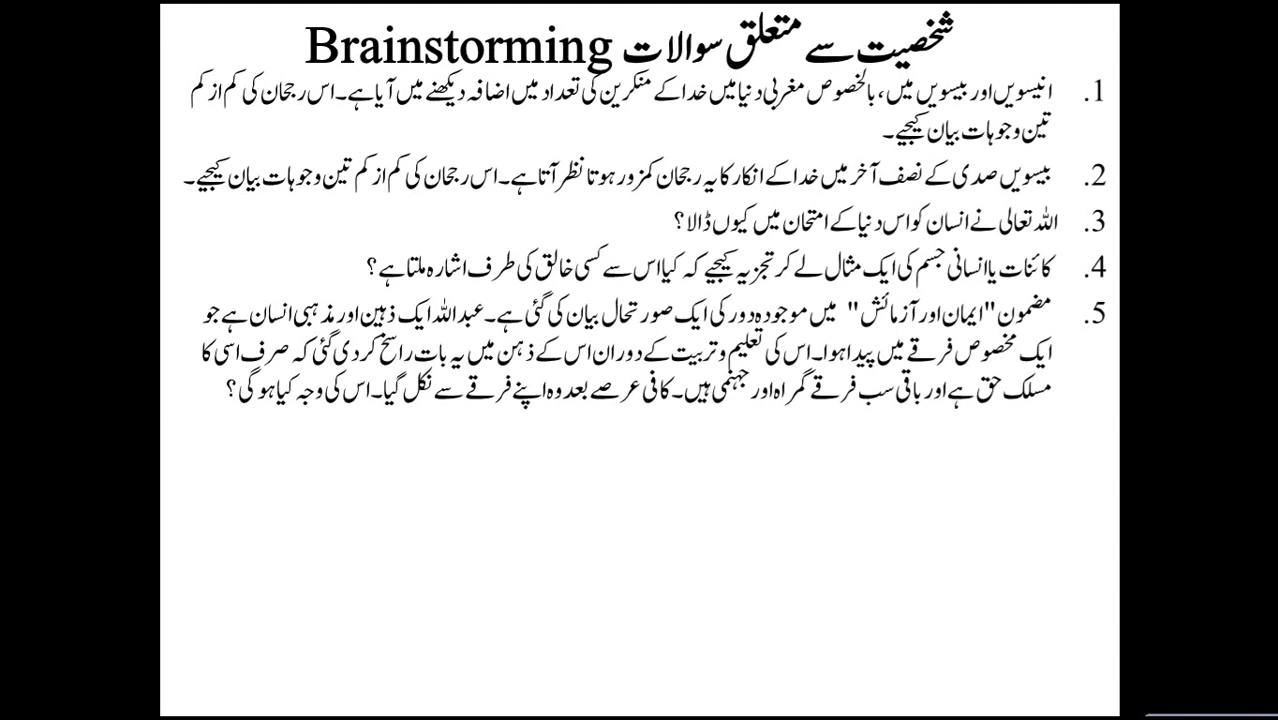 شخصیت سے متعلق سوالات Brainstorming
1. انیسویں اور بیسویں میں، بالخصوص مغربی دنیا میں خدا کے منکرین کی تعداد میں اضافہ دیکھنے میں آیا ہے۔ اس رجحان کی کم از کم
تین وجوہات بیان کیجیے۔
2. بیسویں صدی کے نصف آخر میں خدا کے انکار کا یہ رجحان کمزور ہوتا نظر آتا ہے۔ اس رجحان کی کم از کم تین وجوہات بیان کیجیے۔
3. اللہ تعالی نے انسان کو اس دنیا کے امتحان میں کیوں ڈالا؟
4. کائنات یا انسانی جسم کی ایک مثال لے کر تجزیہ کیجیے کہ کیا اس سے کسی خالق کی طرف اشارہ ملتا ہے؟
5. مضمون "ایمان اور آزمائش" میں موجودہ دور کی ایک صورتحال بیان کی گئی ہے۔ عبداللہ ایک ذہین اور مذہبی انسان ہے جو
ایک مخصوص فرقے میں پیدا ہوا۔ اس کی تعلیم و تربیت کے دوران اس کے ذہن میں یہ بات راسخ کر دی گئی کہ صرف اسی کا
مسلک حق ہے اور باقی سب فرقے گمراہ اور جہنمی ہیں۔ کافی عرصے بعد وہ اپنے فرقے سے نکل گیا۔ اس کی وجہ کیا ہو گی؟